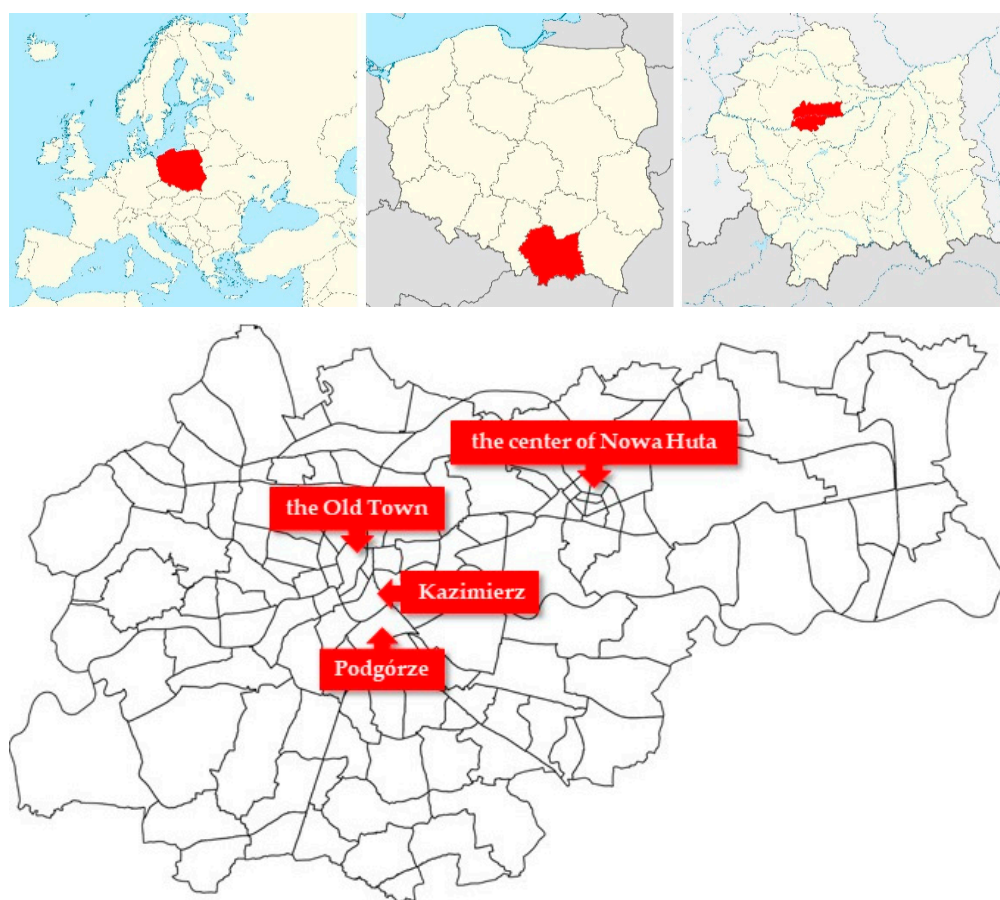 the center of Nowa Huta
the Old Town
Kazimierz
Podgórze